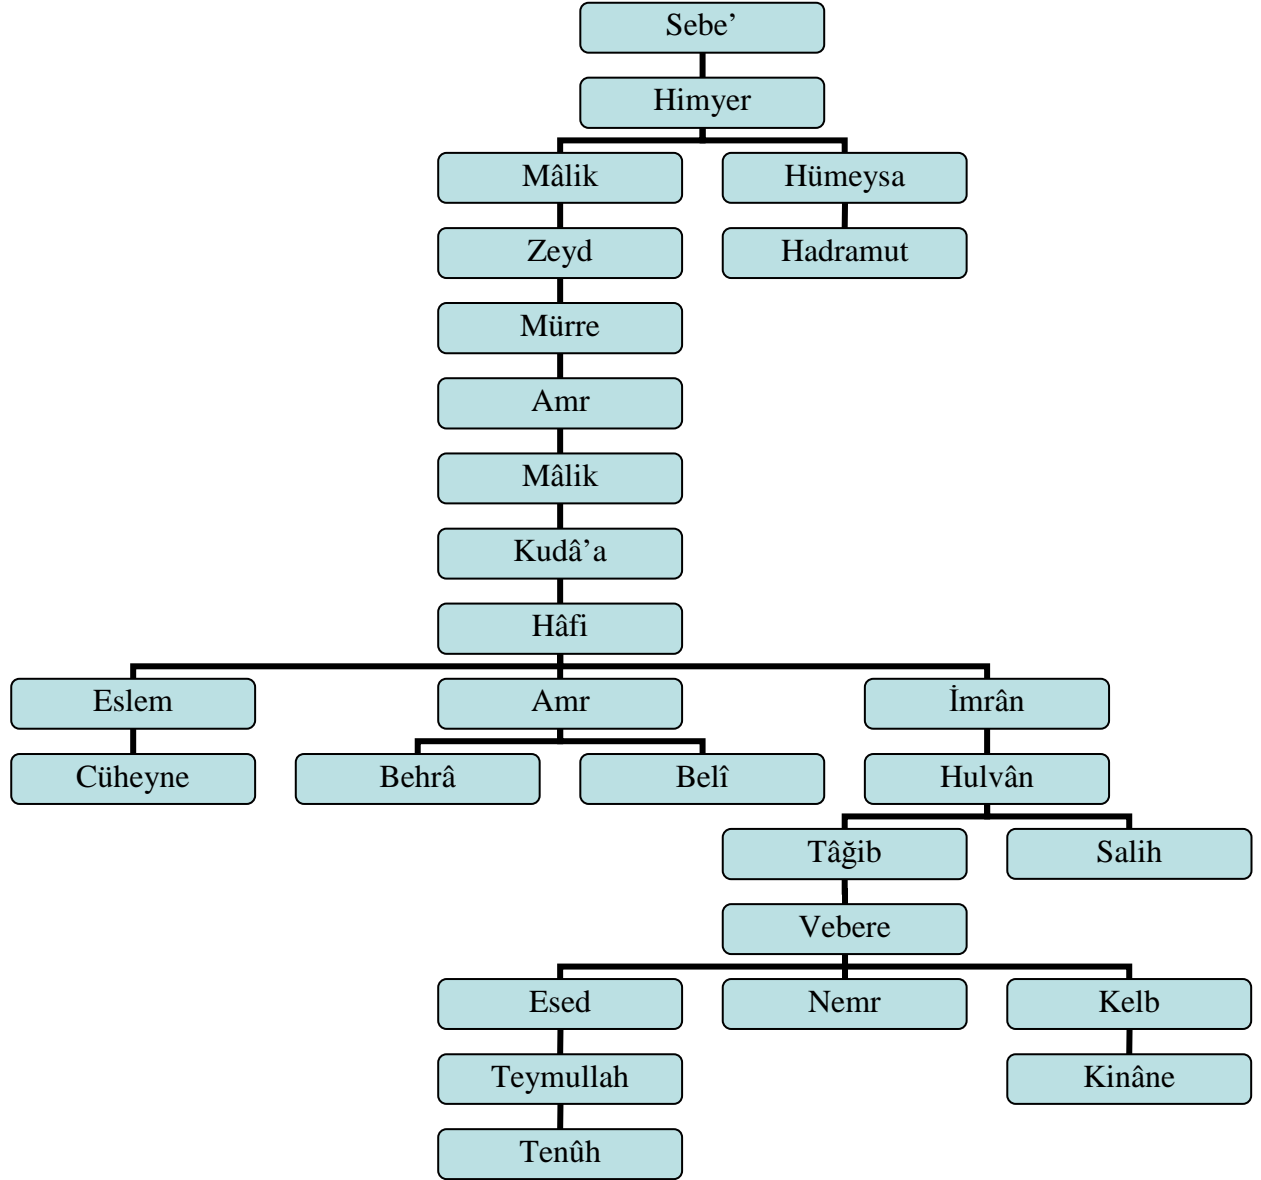 Sebe’
Himyer
Mâlik
Hümeysa
Zeyd
Hadramut
Mürre
Amr
Mâlik
Kudâ’a
Hâfi
Eslem
Amr
İmrân
Cüheyne
Behrâ
Belî
Hulvân
Tâğib
Salih
Vebere
Esed
Nemr
Kelb
Teymullah
Kinâne
Tenûh